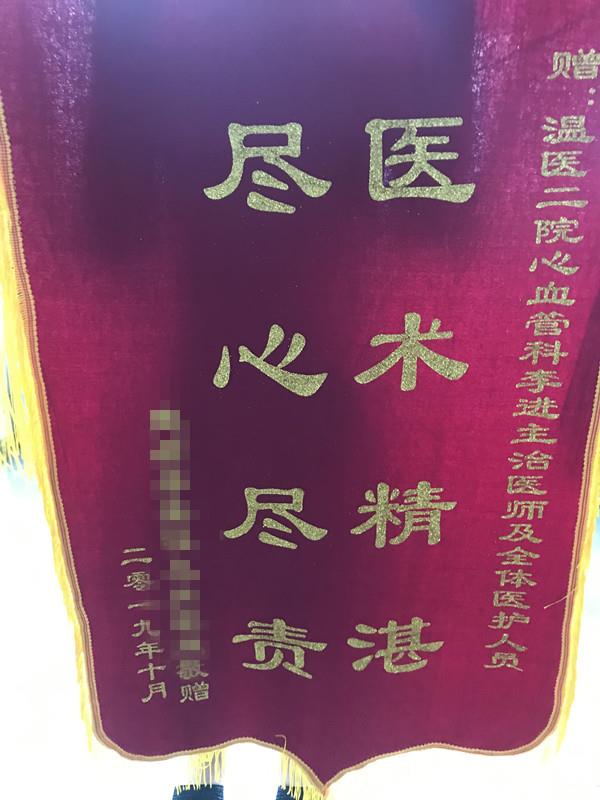 赠：温医二院心血管科李进主治医师及全体医护人员
医术精湛
尽心尽责
敬赠
二零一九年十月